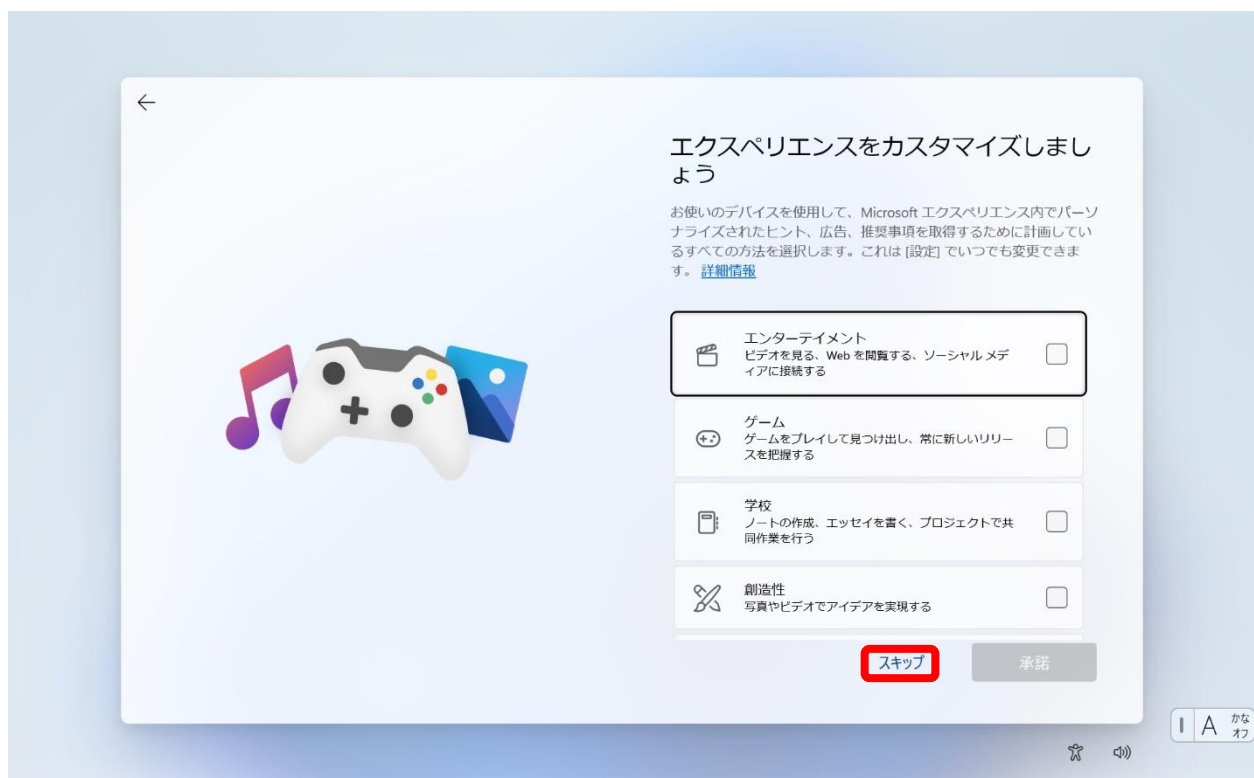 エクスペリエンスをカスタマイズしまし
ょう
お使いのデバイスを使用して、Microsoft エクスペリエンス内でパーソ
ナライズされたヒント、広告、推奨事項を取得するために計画してい
るすべての方法を選択します。これは [設定] でいつでも変更できま
す。 詳細情報
エンターテイメント
ビデオを見る、Web を閲覧する、ソーシャル メデ
ィアに接続する
ゲーム
ゲームをプレイして見つけ出し、常に新しいリリー
スを把握する
学校
ノートの作成、エッセイを書く、プロジェクトで共
同作業を行う
創造性
写真やビデオでアイデアを実現する
スキップ
承諾
A かな
オフ